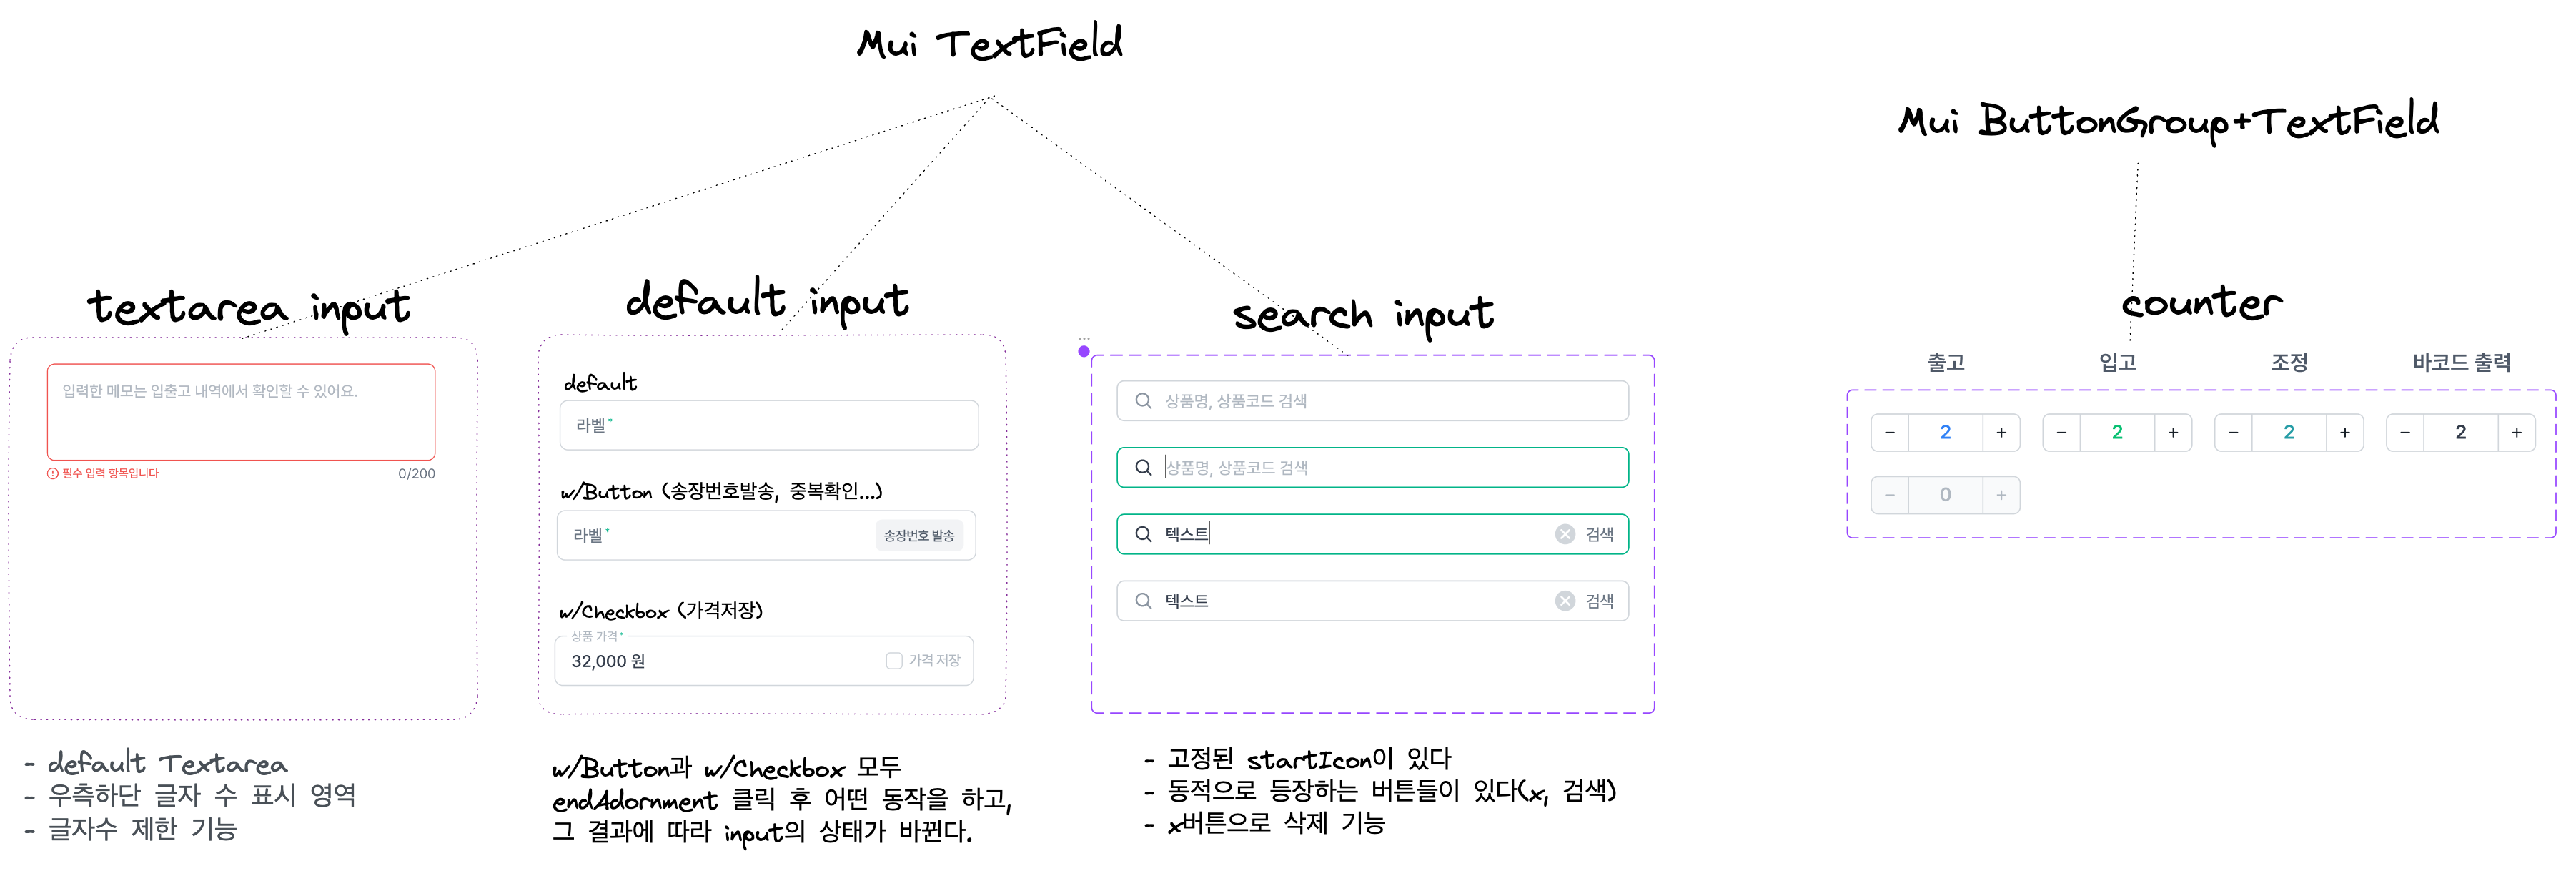 Mui TextField
Mui ButtonGroup+TextField
textarea input
입력한 메모는 입출고 내역에서 확인할 수 있어요.
필수 입력 항목입니다
0/200
- default Textarea
- 우측하단 글자 수 표시 영역
- 글자수 제한 기능
default input
default
라벨*
w/Button (송장번호발송, 중복확인...)
라벨*
송장번호 발송
w/Checkbox (가격저장)
상품 가격*
32,000 원
가격 저장
w/Button과 w/Checkbox 모두
endAdornment 클릭 후 어떤 동작을 하고,
그 결과에 따라 input의 상태가 바뀐다.
search input
상품명, 상품코드 검색
상품명, 상품코드 검색
텍스트 검색
텍스트 검색
- 고정된 startIcon이 있다
- 동적으로 등장하는 버튼들이 있다(x, 검색)
- x버튼으로 삭제 기능
counter
출고 입고 조정 바코드 출력
− 2 + − 2 + − 2 + − 2 +
− 0 +